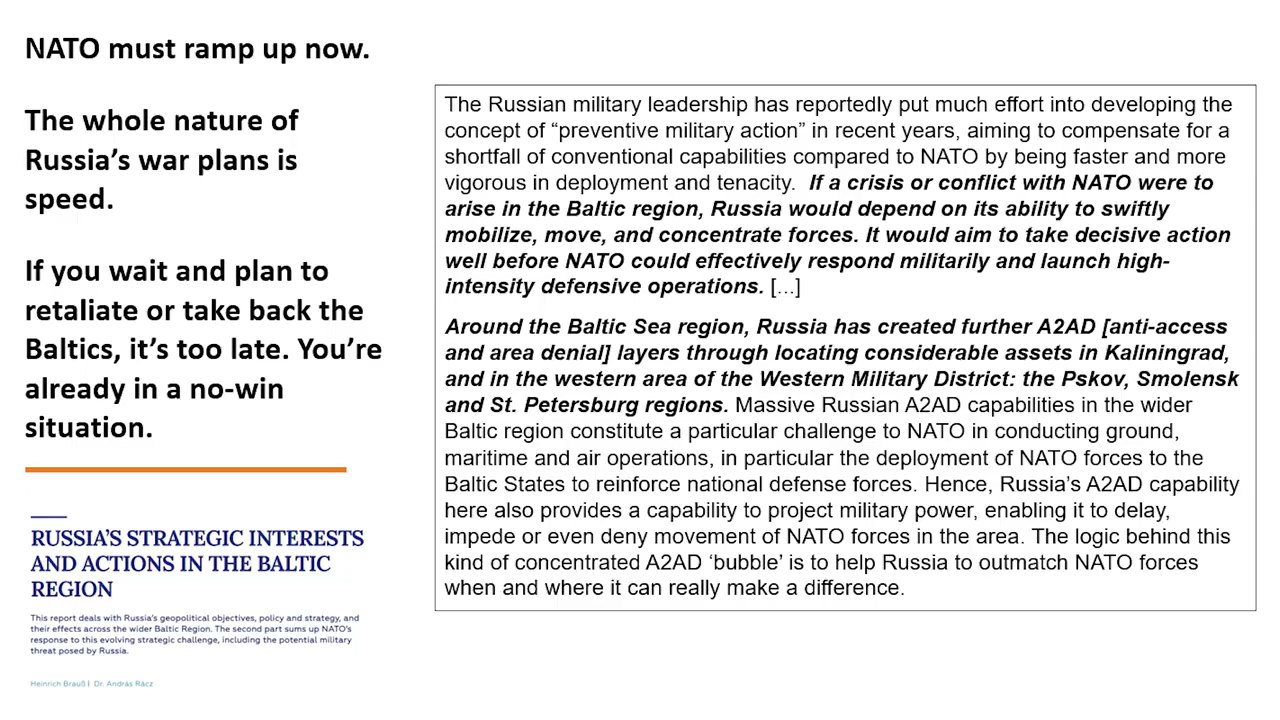 NATO must ramp up now.
The whole nature of
Russia’s war plans is
speed.
If you wait and plan to
retaliate or take back the
Baltics, it’s too late. You’re
already in a no-win
situation.
RUSSIA’S STRATEGIC INTERESTS
AND ACTIONS IN THE BALTIC
REGION
This report deals with Russia’s geopolitical objectives, policy and strategy, and
their effects across the wider Baltic Region. The second part sums up NATO’s
response to this evolving strategic challenge, including the potential military
threat posed by Russia.
Heinrich Brauß | Dr. András Rácz
The Russian military leadership has reportedly put much effort into developing the
concept of “preventive military action” in recent years, aiming to compensate for a
shortfall of conventional capabilities compared to NATO by being faster and more
vigorous in deployment and tenacity. If a crisis or conflict with NATO were to
arise in the Baltic region, Russia would depend on its ability to swiftly
mobilize, move, and concentrate forces. It would aim to take decisive action
well before NATO could effectively respond militarily and launch high-
intensity defensive operations. […]
Around the Baltic Sea region, Russia has created further A2AD [anti-access
and area denial] layers through locating considerable assets in Kaliningrad,
and in the western area of the Western Military District: the Pskov, Smolensk
and St. Petersburg regions. Massive Russian A2AD capabilities in the wider
Baltic region constitute a particular challenge to NATO in conducting ground,
maritime and air operations, in particular the deployment of NATO forces to the
Baltic States to reinforce national defense forces. Hence, Russia’s A2AD capability
here also provides a capability to project military power, enabling it to delay,
impede or even deny movement of NATO forces in the area. The logic behind this
kind of concentrated A2AD ‘bubble’ is to help Russia to outmatch NATO forces
when and where it can really make a difference.